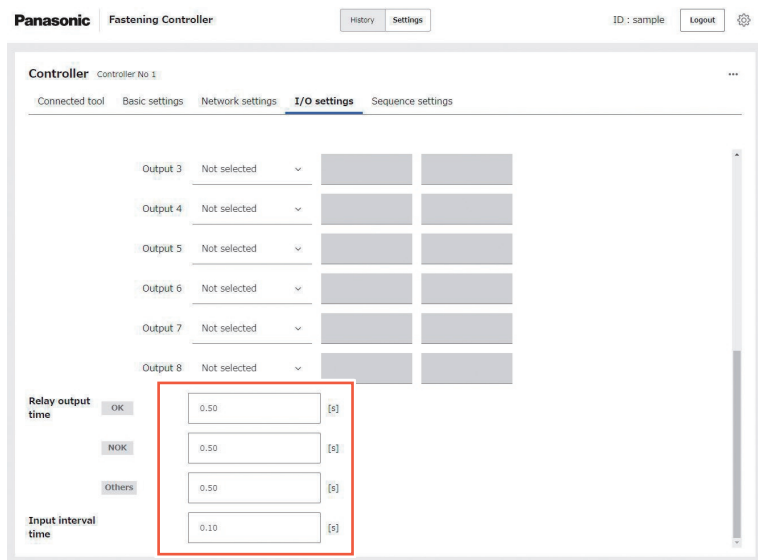 Panasonic Fastening Controller History Settings ID : sample Logout
Controller Controller No 1 •••
Connected tool Basic settings Network settings I/O settings Sequence settings
Output 3 Not selected
Output 4 Not selected
Output 5 Not selected
Output 6 Not selected
Output 7 Not selected
Output 8 Not selected
Relay output time OK 0.50 [s]
NOK 0.50 [s]
Others 0.50 [s]
Input interval time 0.10 [s]